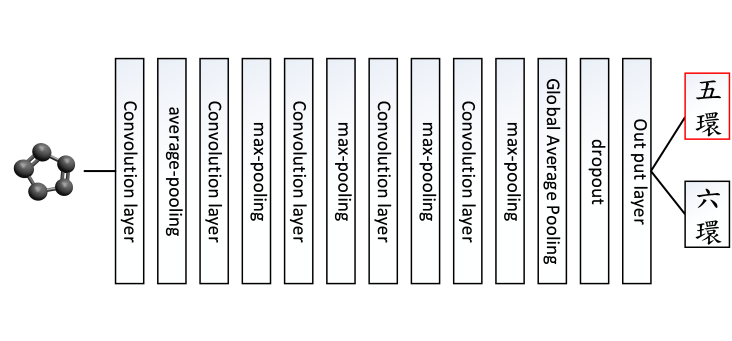 Convolution layer
average-pooling
Convolution layer
max-pooling
Convolution layer
max-pooling
Convolution layer
max-pooling
Convolution layer
max-pooling
Global Average Pooling
dropout
Out put layer
五環
六環